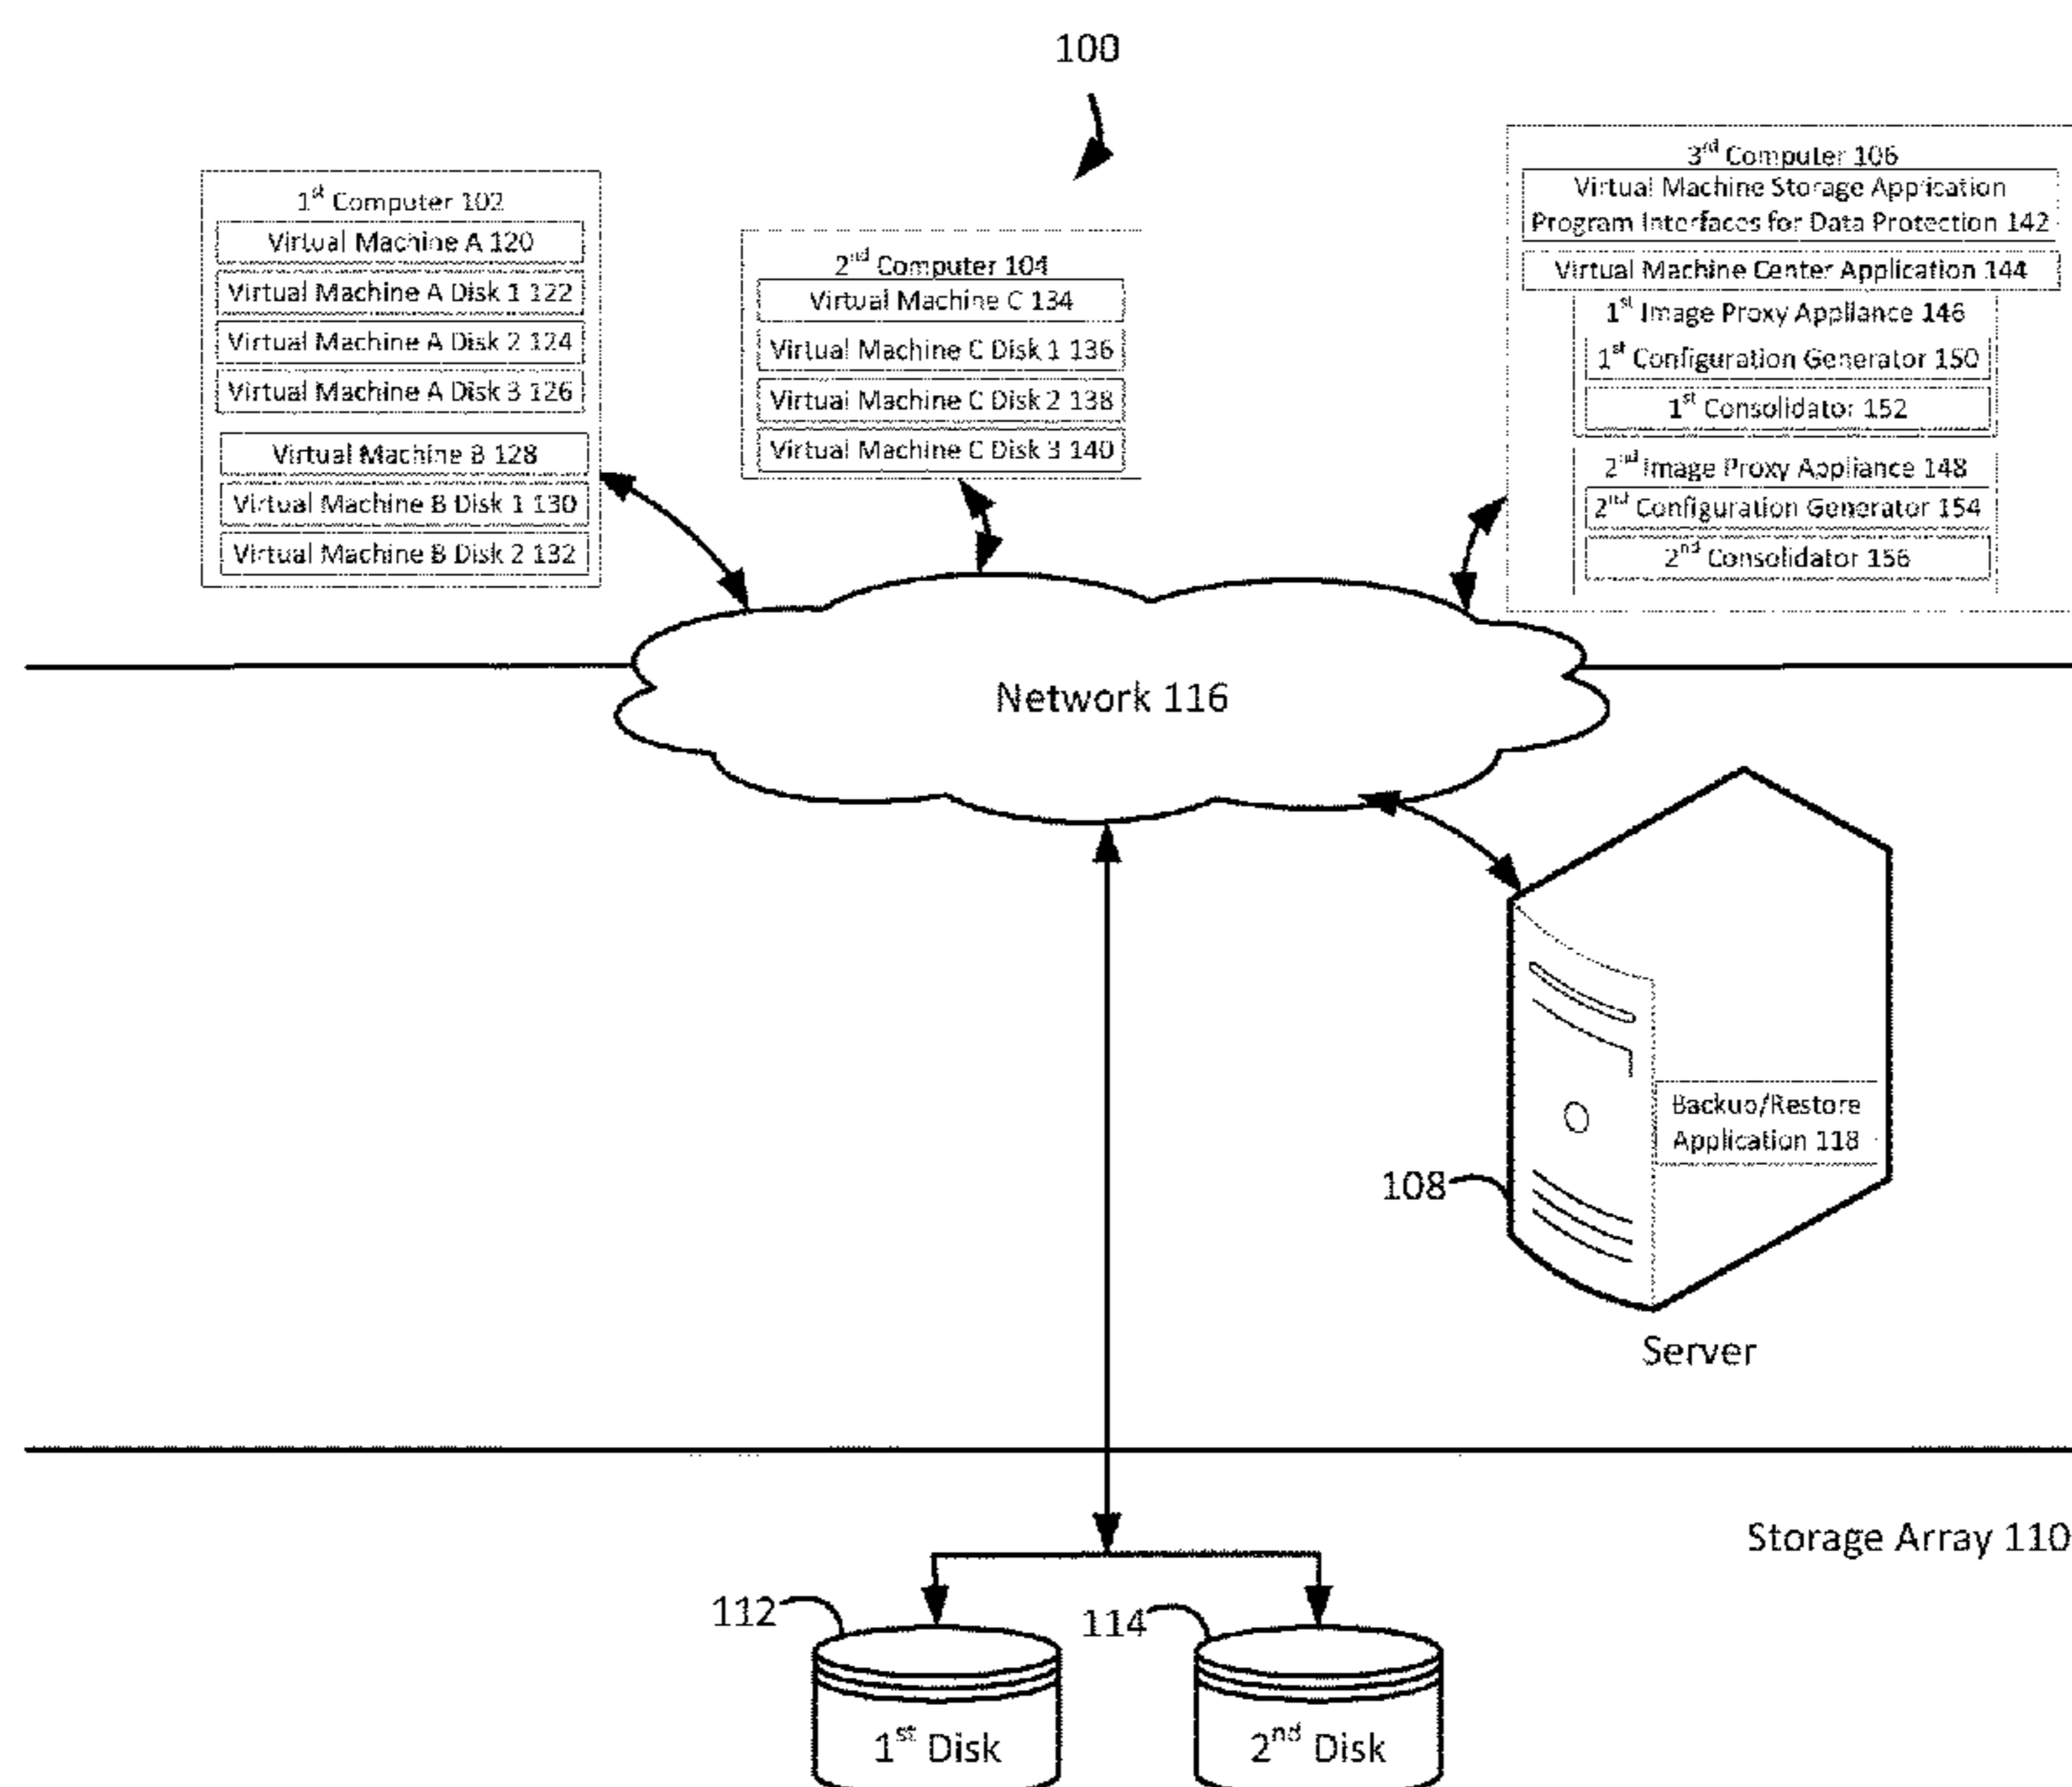 100
1st Computer 102
Virtual Machine A 120
Virtual Machine A Disk 1 122
Virtual Machine A Disk 2 124
Virtual Machine A Disk 3 126
Virtual Machine B 128
Virtual Machine B Disk 1 130
Virtual Machine B Disk 2 132
2nd Computer 104
Virtual Machine C 134
Virtual Machine C Disk 1 136
Virtual Machine C Disk 2 138
Virtual Machine C Disk 3 140
3rd Computer 106
Virtual Machine Storage Application
Program Interfaces for Data Protection 142
Virtual Machine Center Application 144
1st Image Proxy Appliance 146
1st Configuration Generator 150
1st Consolidator 152
2nd Image Proxy Appliance 148
2nd Configuration Generator 154
2nd Consolidator 156
Network 116
Backup/Restore
Application 118
108
Server
Storage Array 110
112
114
1st Disk
2nd Disk